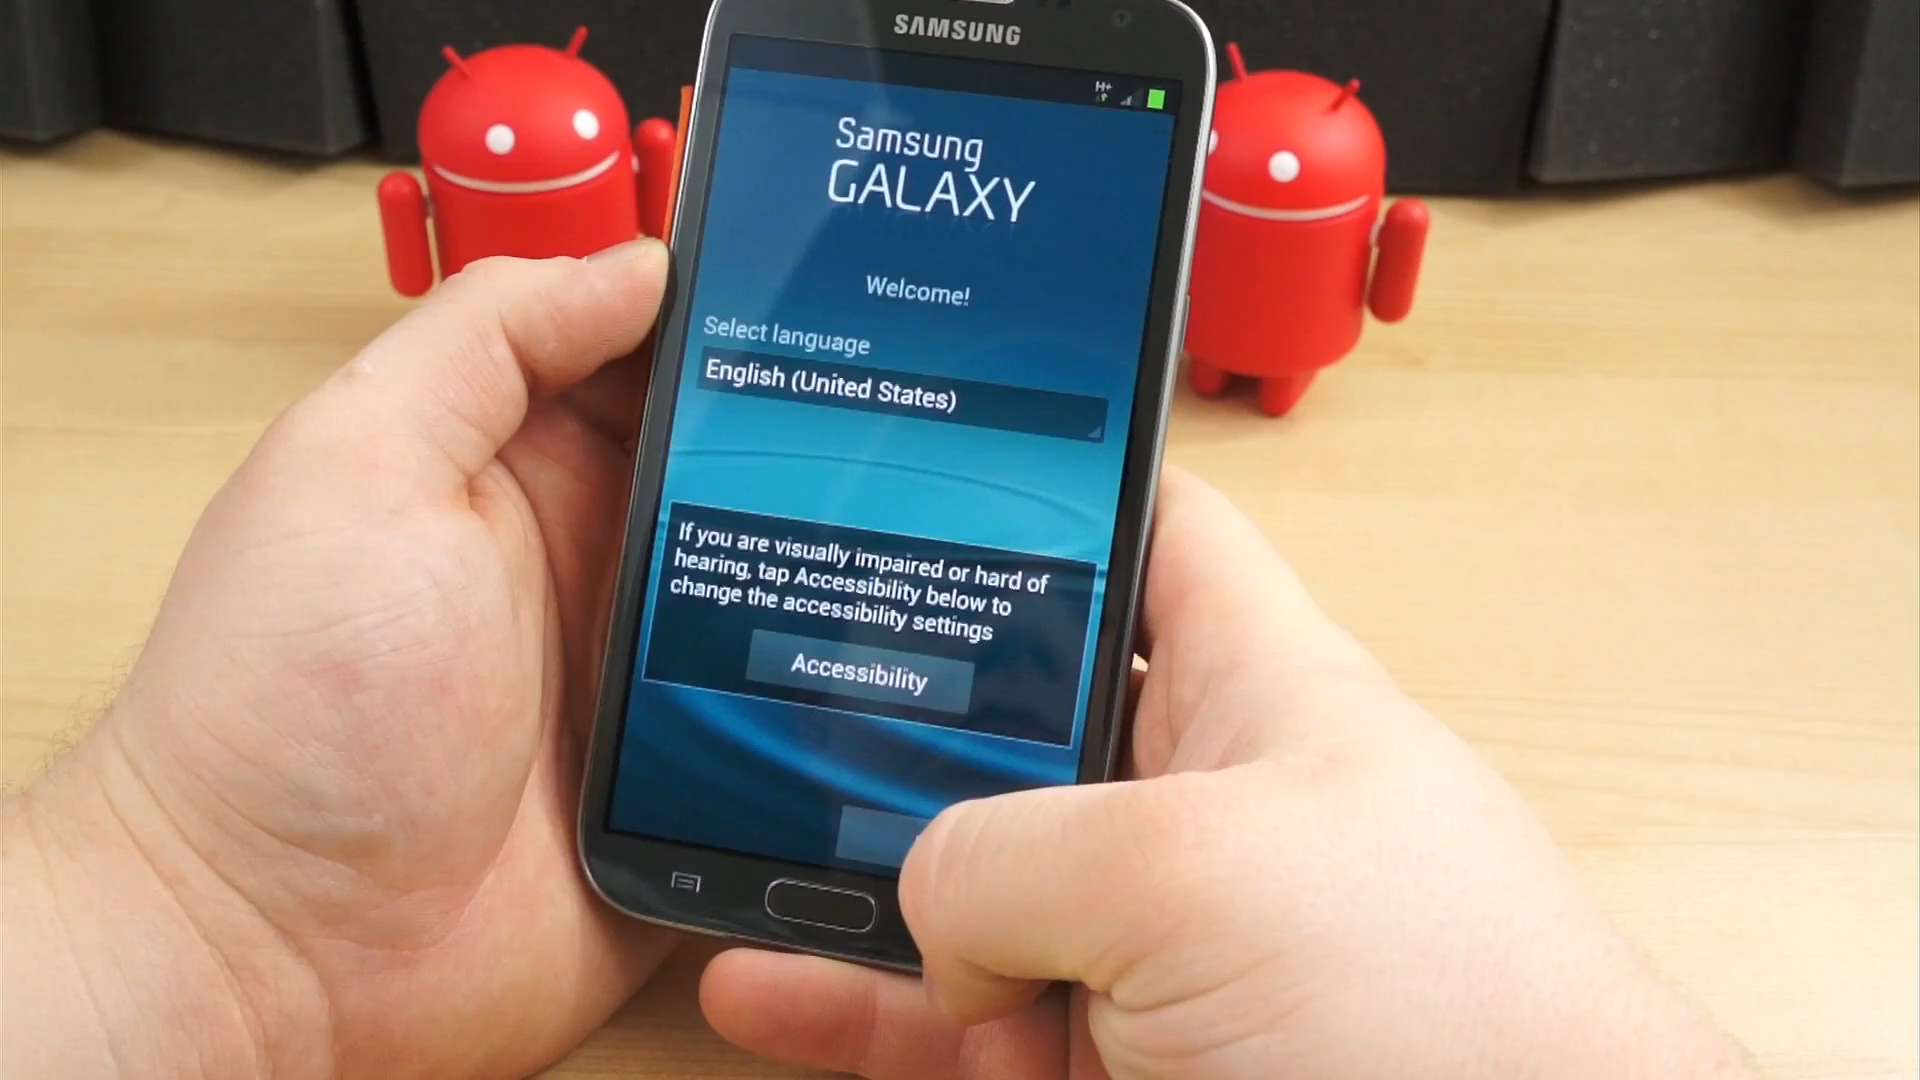 SAMSUNG
H+
Samsung
GALAXY
Welcome!
Select language
English (United States)
If you are visually impaired or hard of
hearing, tap Accessibility below to
change the accessibility settings
Accessibility